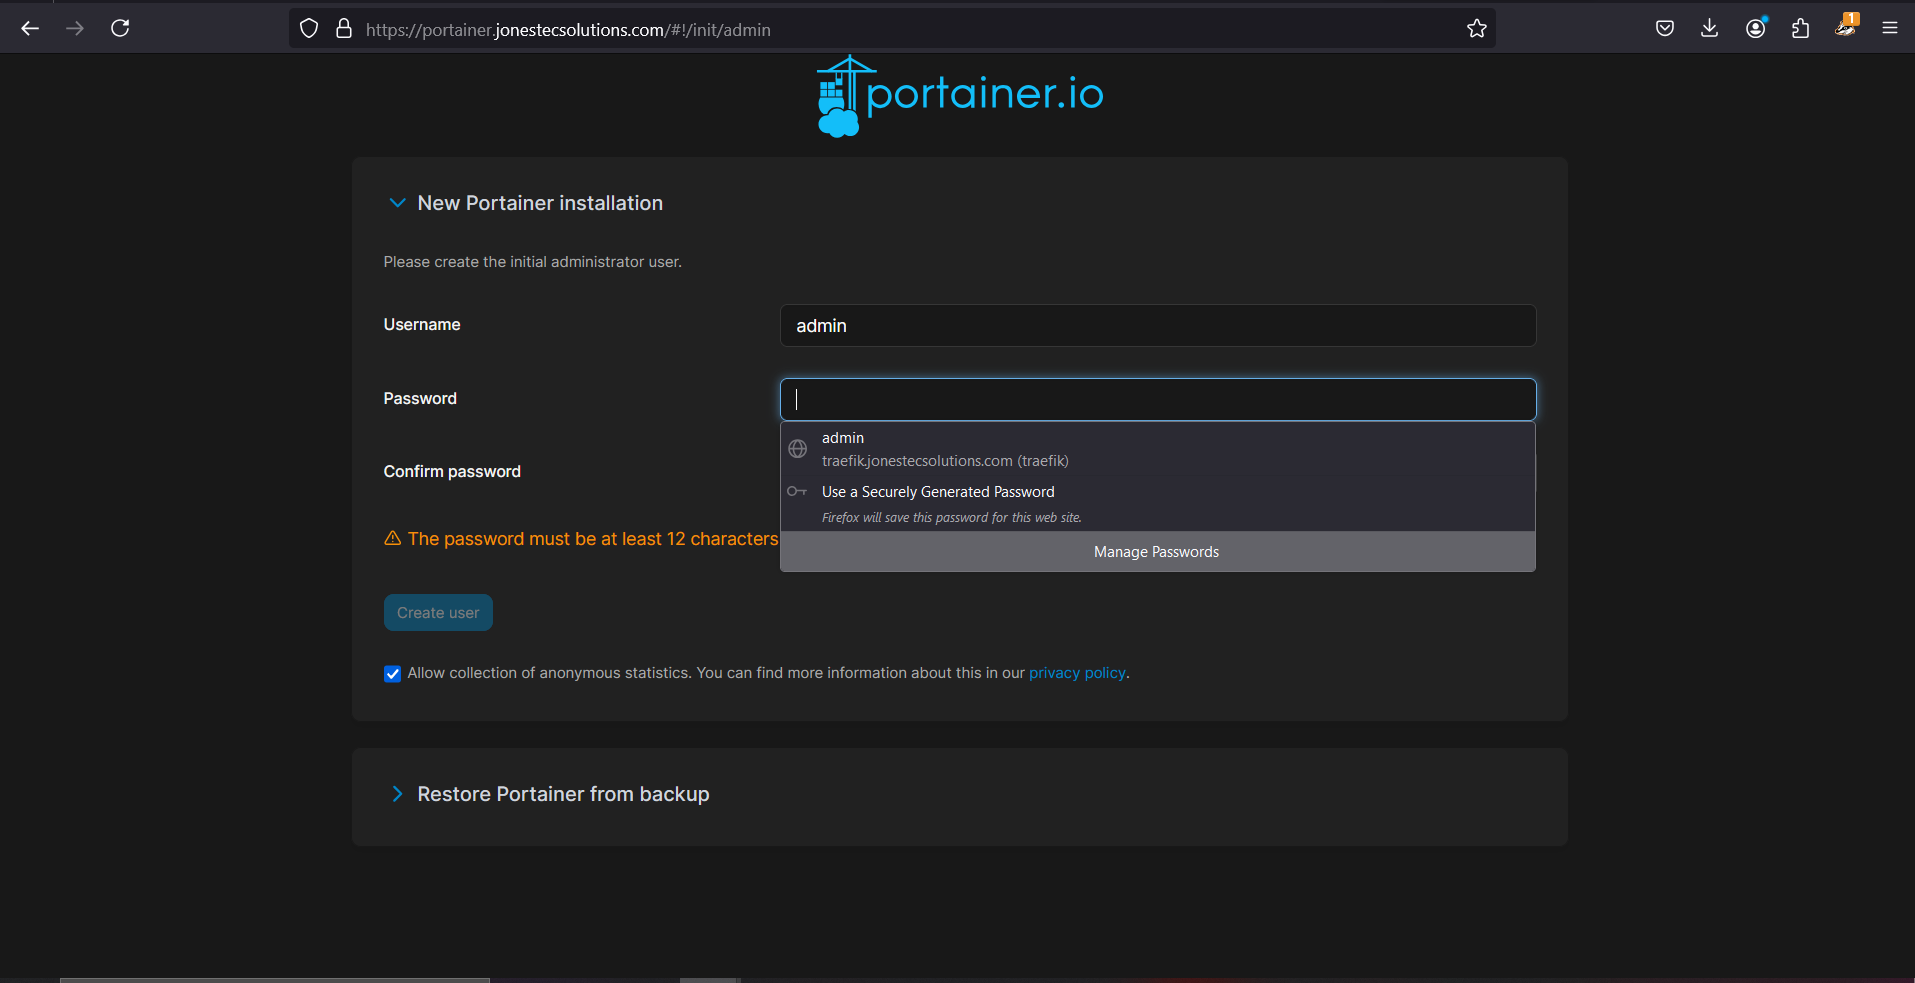 https://portainer.jonestecsolutions.com/#!/init/admin
1
portainer.io
New Portainer installation
Please create the initial administrator user.
Username
admin
Password
admin
traefik.jonestecsolutions.com (traefik)
Confirm password
Use a Securely Generated Password
Firefox will save this password for this web site.
The password must be at least 12 characters
Manage Passwords
Create user
Allow collection of anonymous statistics. You can find more information about this in our privacy policy.
Restore Portainer from backup